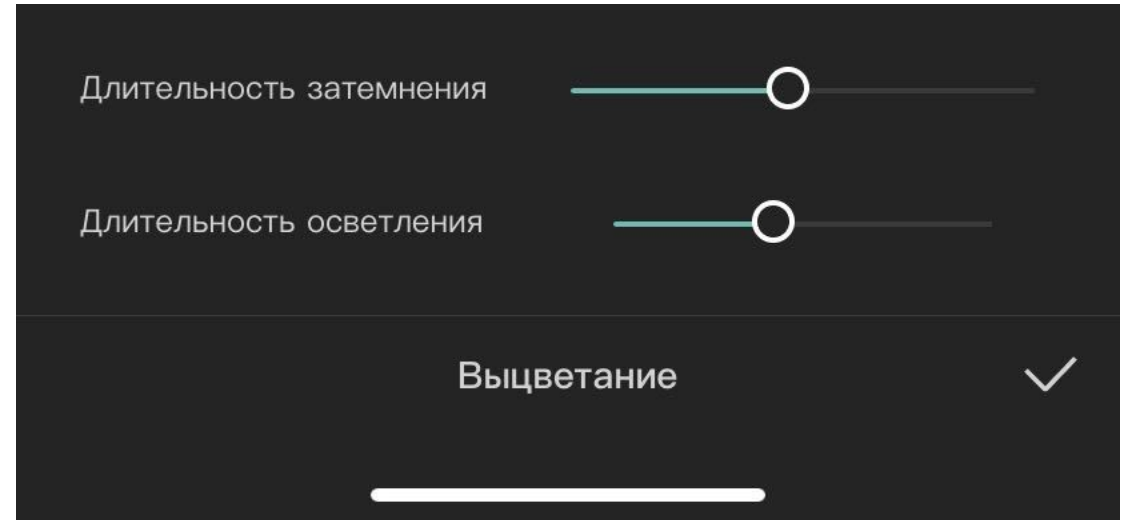 Длительность затемнения
Длительность осветления
Выцветание